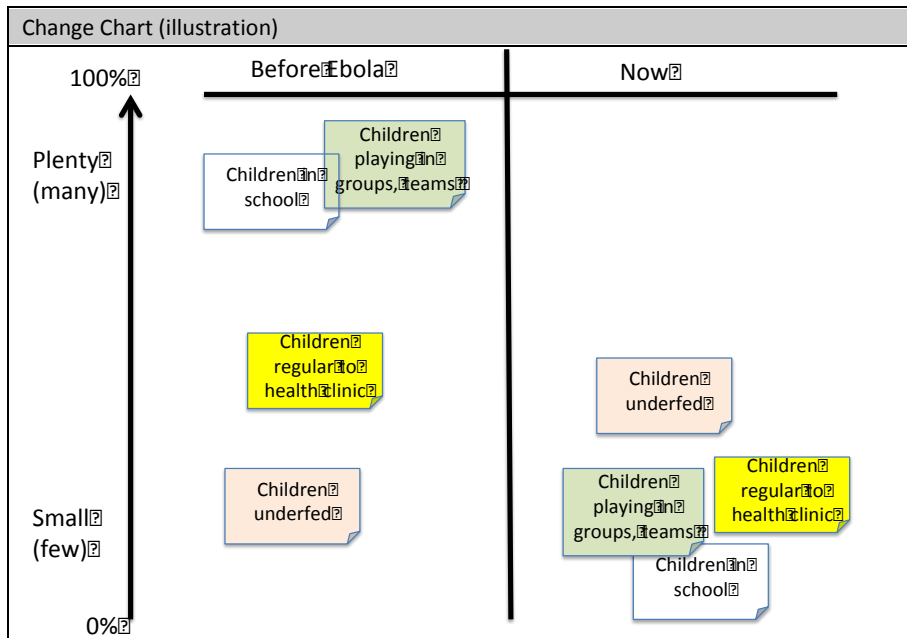 Change Chart (illustration)
Before Ebola
Now
100%
Plenty
(many)
Small
(few)
0%
Children in
school
Children
playing in
groups, teams
Children
regular to
health clinic
Children
underfed
Children
underfed
Children
playing in
groups, teams
Children
regular to
health clinic
Children in
school